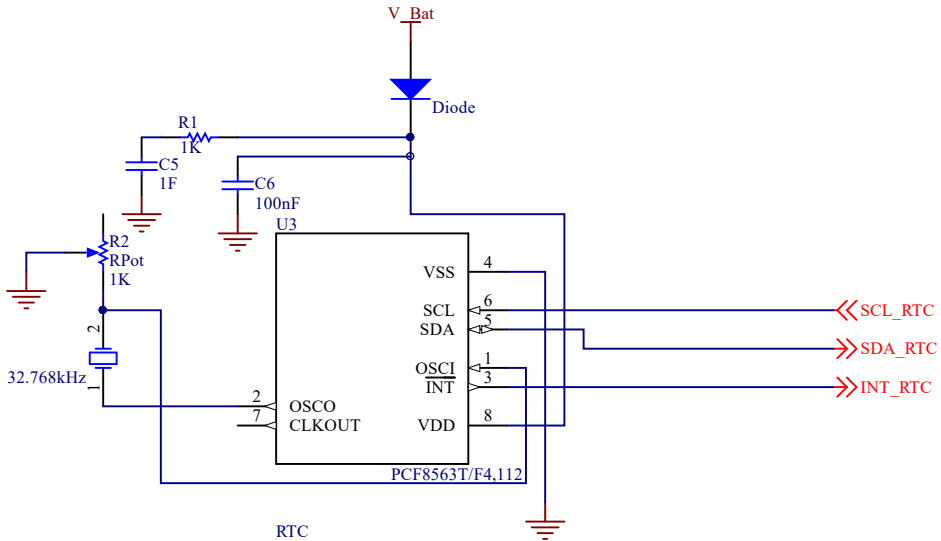 V_Bat
Diode
R1
1K
C5
1F
C6
100nF
U3
R2
RPot
1K
VSS
4
SCL
6
SCL_RTC
SDA
5
SDA_RTC
2
OSCI
1
INT
3
INT_RTC
32.768kHz
1
2
OSCO
7
CLKOUT
VDD
8
PCF8563T/F4,112
RTC